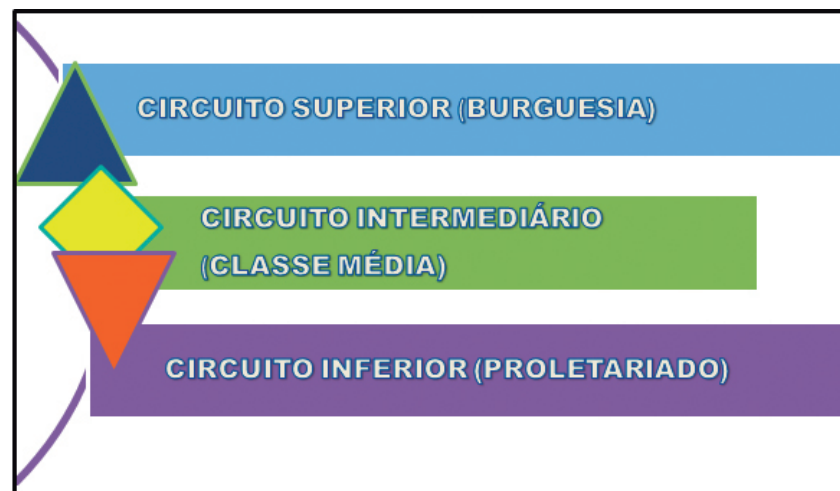 CIRCUITO SUPERIOR (BURGUESIA)
CIRCUITO INTERMEDIÁRIO
(CLASSE MÉDIA)
CIRCUITO INFERIOR (PROLETARIADO)